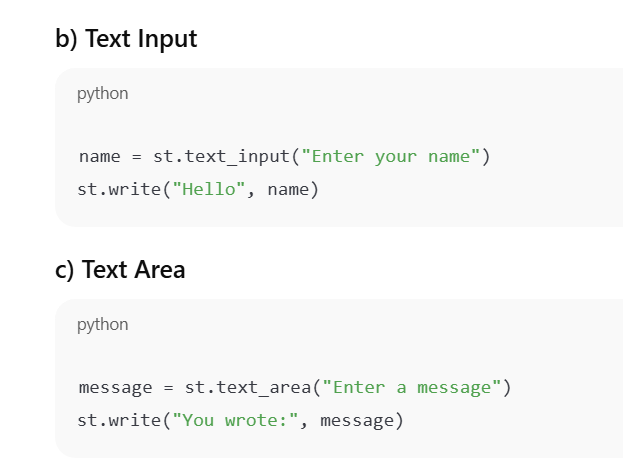 b) Text Input
python
name = st.text_input("Enter your name")
st.write("Hello", name)
c) Text Area
python
message = st.text_area("Enter a message")
st.write("You wrote:", message)